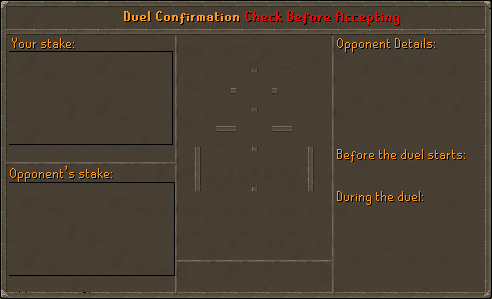 Duel Confirmation Check Before Accepting
Your stake:
Opponent's stake:
Opponent Details:
Before the duel starts:
During the duel: